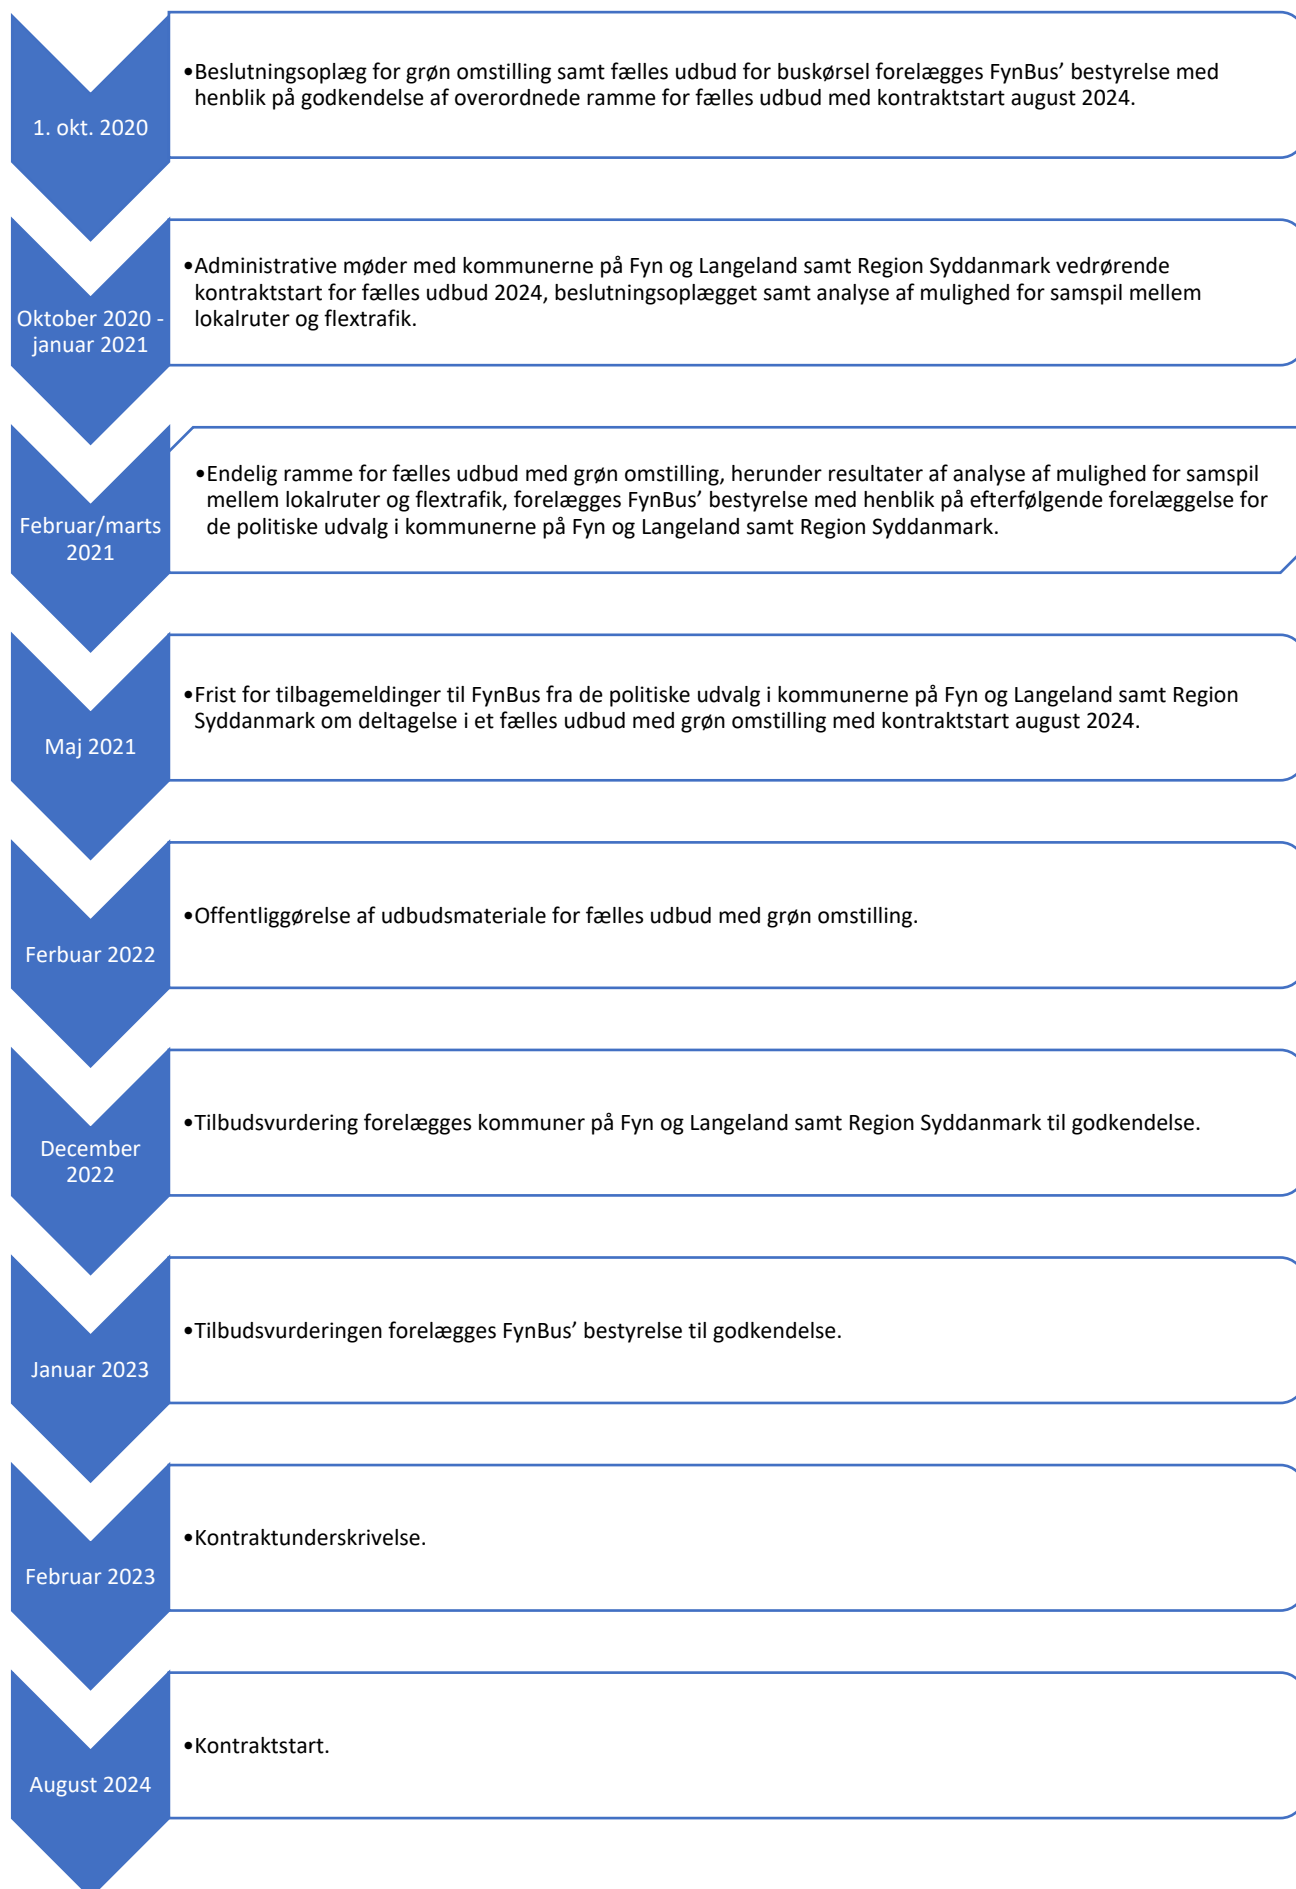 1. okt. 2020
•Beslutningsoplæg for grøn omstilling samt fælles udbud for buskørsel forelægges FynBus’ bestyrelse med
henblik på godkendelse af overordnede ramme for fælles udbud med kontraktstart august 2024.
Oktober 2020 -
januar 2021
•Administrative møder med kommunerne på Fyn og Langeland samt Region Syddanmark vedrørende
kontraktstart for fælles udbud 2024, beslutningsoplægget samt analyse af mulighed for samspil mellem
lokalruter og flextrafik.
Februar/marts
2021
•Endelig ramme for fælles udbud med grøn omstilling, herunder resultater af analyse af mulighed for samspil
mellem lokalruter og flextrafik, forelægges FynBus’ bestyrelse med henblik på efterfølgende forelæggelse for
de politiske udvalg i kommunerne på Fyn og Langeland samt Region Syddanmark.
Maj 2021
•Frist for tilbagemeldinger til FynBus fra de politiske udvalg i kommunerne på Fyn og Langeland samt Region
Syddanmark om deltagelse i et fælles udbud med grøn omstilling med kontraktstart august 2024.
Ferbuar 2022
•Offentliggørelse af udbudsmateriale for fælles udbud med grøn omstilling.
December
2022
•Tilbudsvurdering forelægges kommuner på Fyn og Langeland samt Region Syddanmark til godkendelse.
Januar 2023
•Tilbudsvurderingen forelægges FynBus’ bestyrelse til godkendelse.
Februar 2023
•Kontraktunderskrivelse.
August 2024
•Kontraktstart.